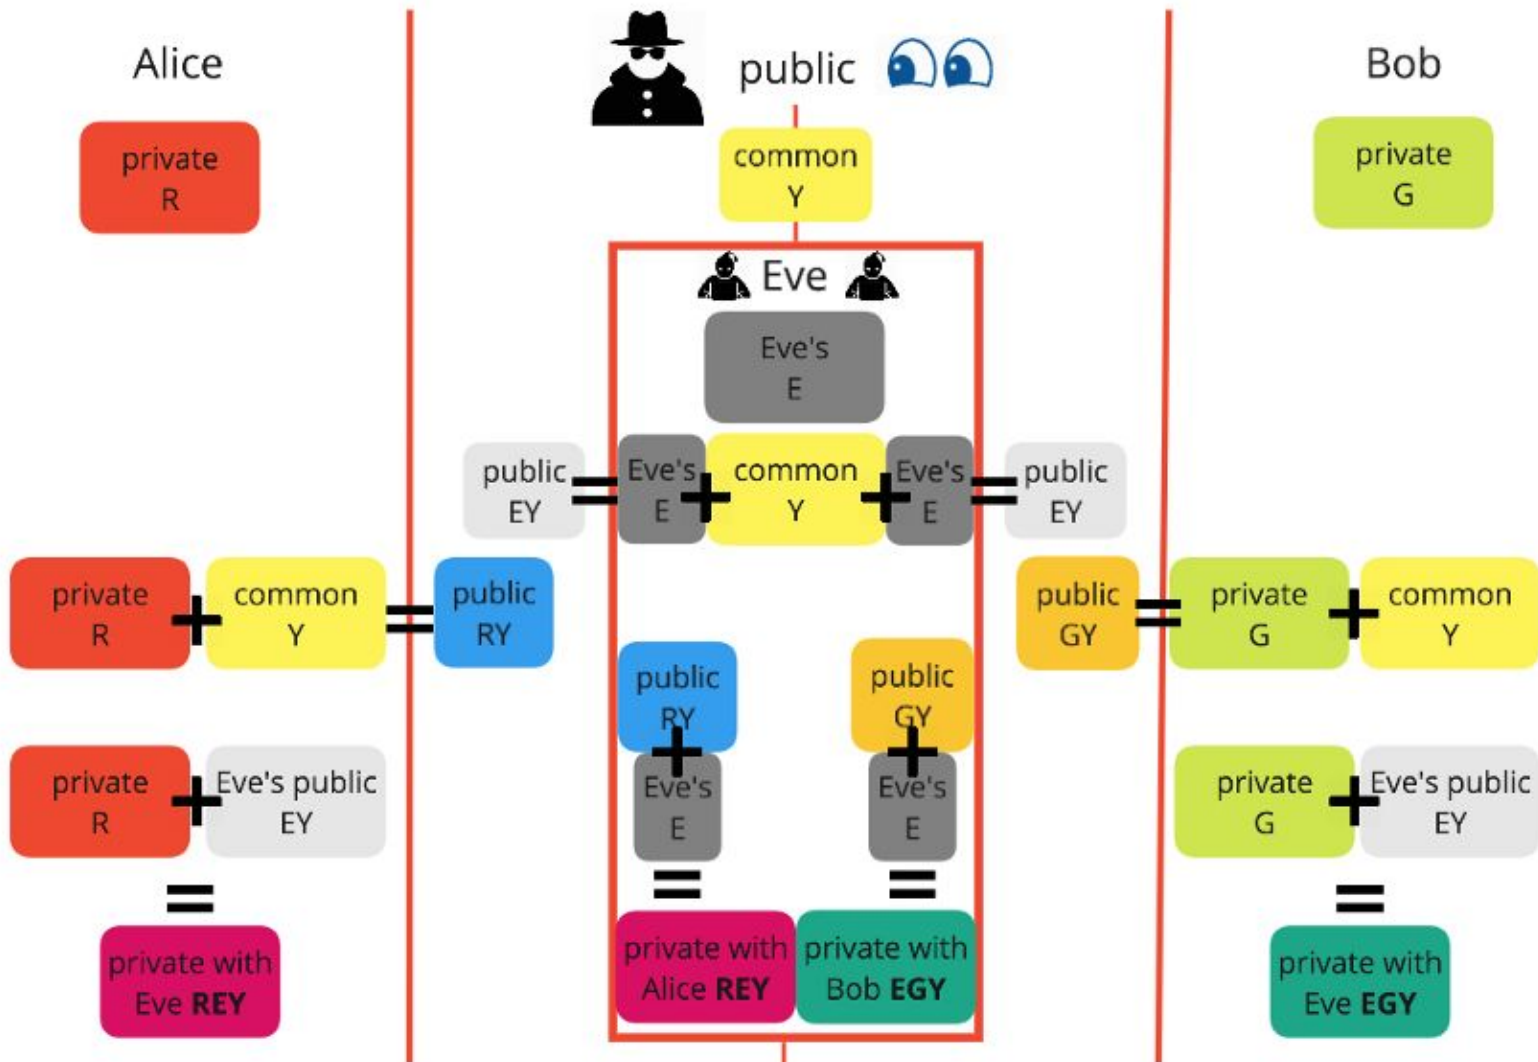 Alice
public
Bob
private
R
common
Y
private
G
Eve
Eve's
E
public
EY
Eve's
E
common
Y
Eve's
E
public
EY
private
R
common
Y
public
RY
public
GY
private
G
common
Y
public
RY
public
GY
private
R
Eve's public
EY
Eve's
E
Eve's
E
private
G
Eve's public
EY
private with
Eve REY
private with
Alice REY
private with
Bob EGY
private with
Eve EGY